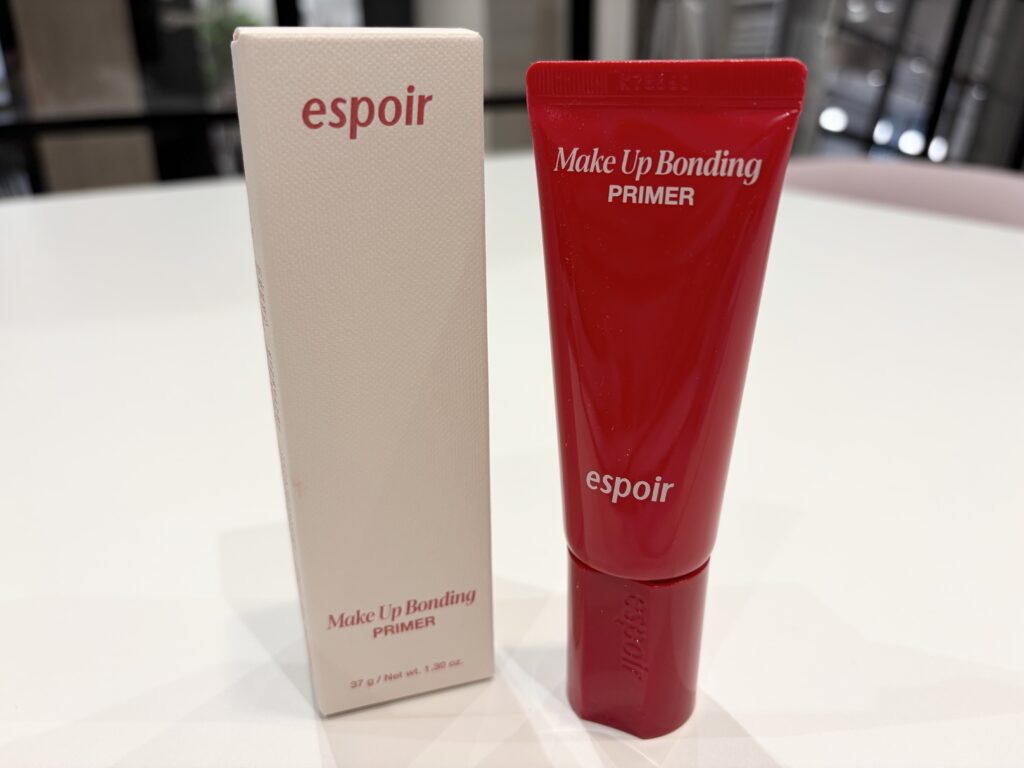 espoir
Make Up Bonding
PRIMER
37 g / Net wt. 1.30 oz.
Make Up Bonding
PRIMER
espoir
espoir